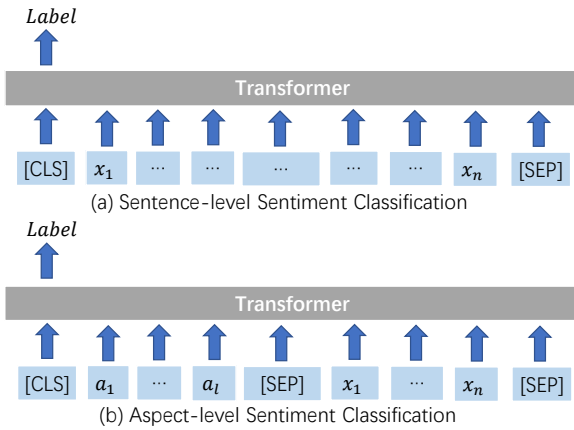 Label
Transformer
[CLS] x₁ ... ... ... ... ... xₙ [SEP]
(a) Sentence-level Sentiment Classification
Label
Transformer
[CLS] a₁ ... aₗ [SEP] x₁ ... xₙ [SEP]
(b) Aspect-level Sentiment Classification